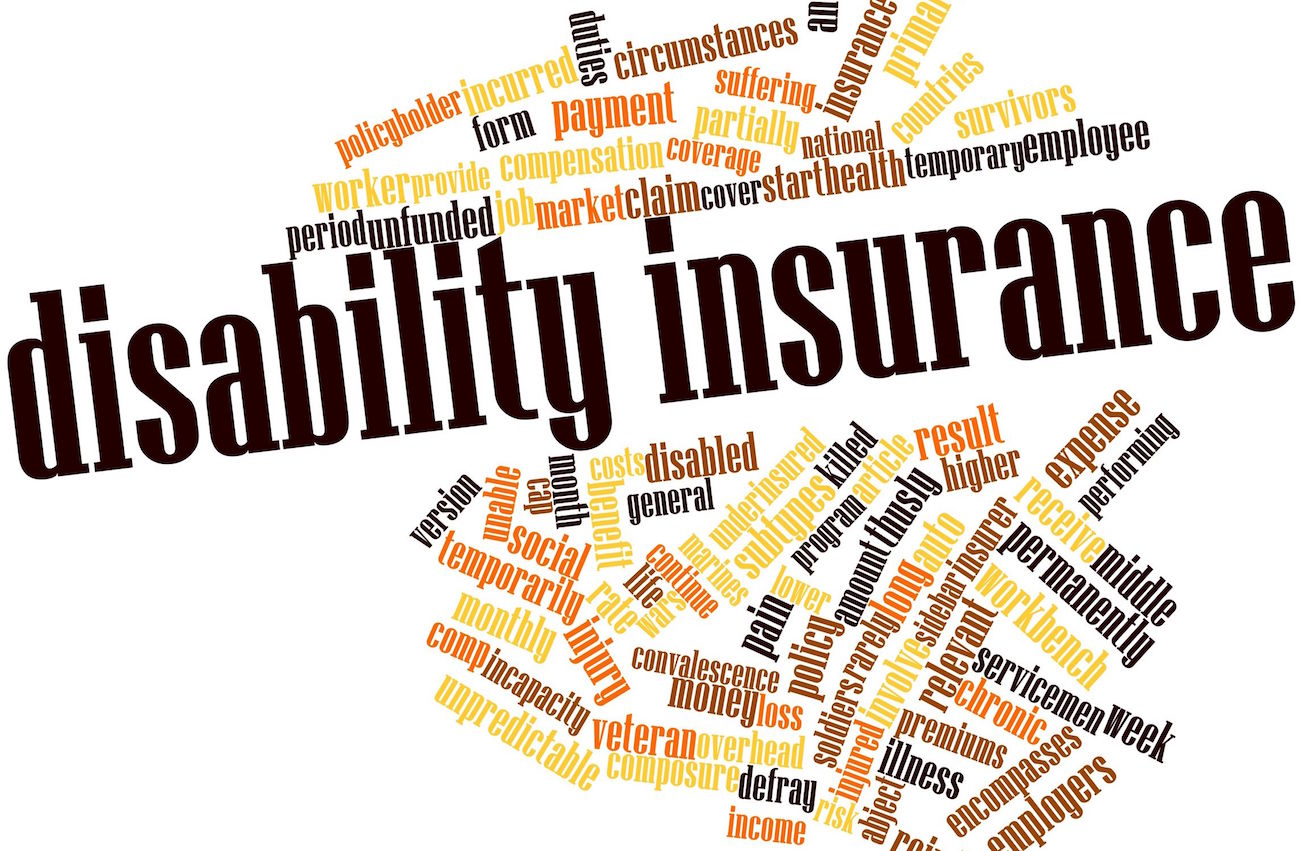 duties
circumstances
an
insurance
primar
policyholder
incurred
form
payment
suffering
partially
national
countries
survivors
worker
provide
compensation
coverage
temporary
employee
period
unfunded
job
market
claim
cover
start
health
disability insurance
version
unable
cap
month
costs
disabled
benefit
general
underinsured
killed
subtypes
article
program
thusly
result
higher
expense
performing
social
temporarily
continue
marines
life
rate
wars
lower
pain
amount
auto
long
insurer
sidebar
receive
middle
permanently
workbench
monthly
injury
comp
incapacity
unpredictable
convalescence
money
loss
policy
rarely
soldiers
involve
relevant
servicemen
week
chronic
veteran
overhead
composure
defray
income
risk
injured
premiums
illness
abject
encompasses
employers